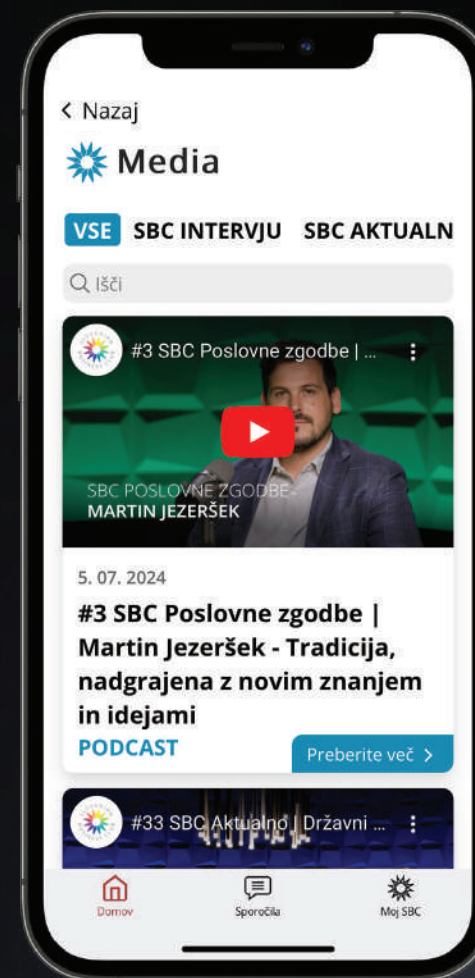 < Nazaj
Media
VSE SBC INTERVJU SBC AKTUALN
Išči
#3 SBC Poslovne zgodbe | ...
SBC POSLOVNE ZGODBE
MARTIN JEZERŠEK
5. 07. 2024
#3 SBC Poslovne zgodbe |
Martin Jezeršek - Tradicija,
nadgrajena z novim znanjem
in idejami
PODCAST
Preberite več >
#33 SBC Aktualno | Državni ...
Domov Sporočila Moj SBC